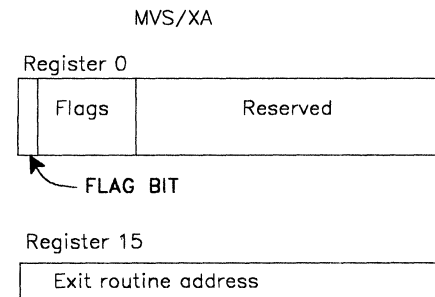 MVS/XA
Register 0
Flags Reserved
FLAG BIT
Register 15
Exit routine address